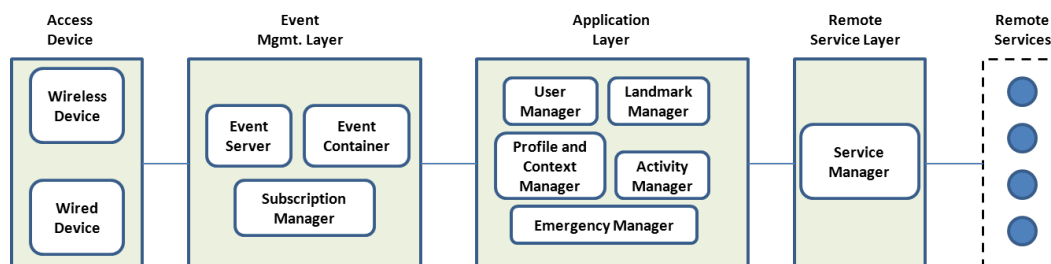 Access
Device
Event
Mgmt. Layer
Application
Layer
Remote
Service Layer
Remote
Services
Wireless
Device
Wired
Device
Event
Server
Event
Container
Subscription
Manager
User
Manager
Landmark
Manager
Profile and
Context
Manager
Activity
Manager
Emergency Manager
Service
Manager